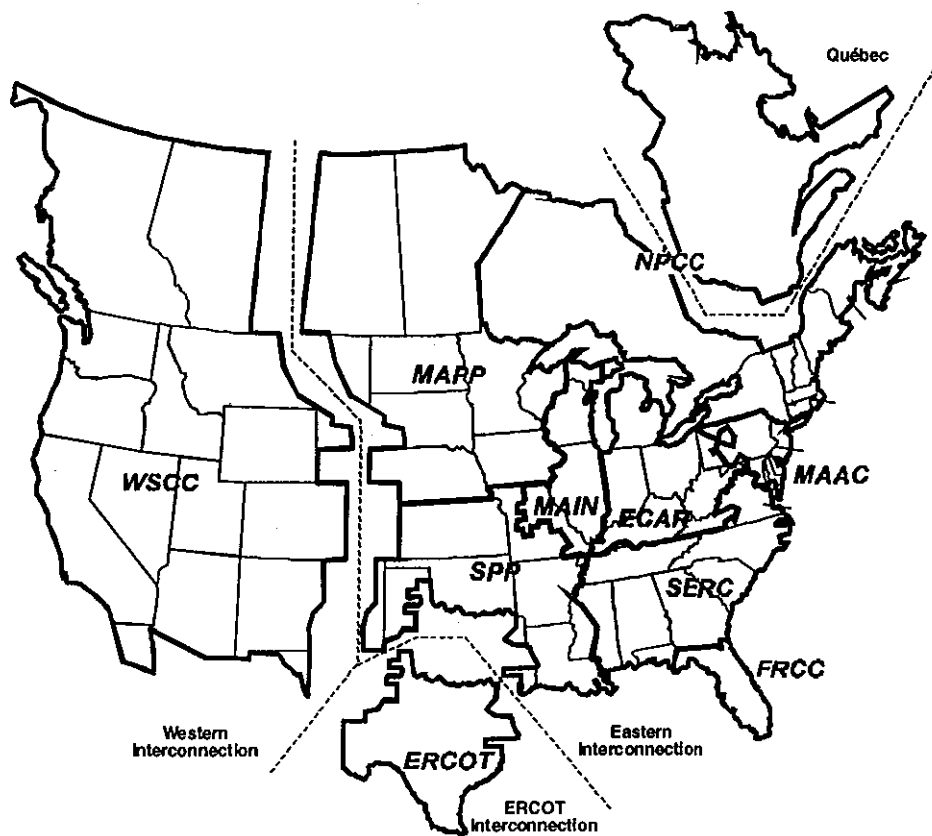 Québec
NPCC
MAPP
WSCC
MAIN
MAAC
ECAR
SPP
SERC
FRCC
Western
Interconnection
Eastern
Interconnection
ERCOT
ERCOT
Interconnection